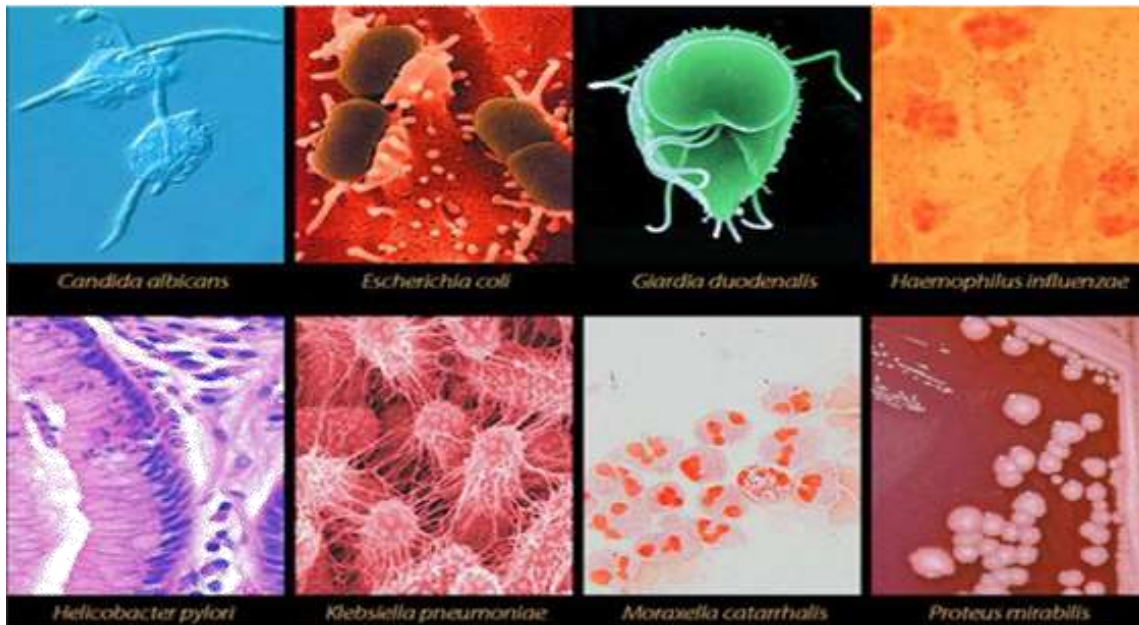 Candida albicans
Escherichia coli
Giardia duodenalis
Haemophilus influenzae
Helicobacter pylori
Klebsiella pneumoniae
Moraxella catarrhalis
Proteus mirabilis